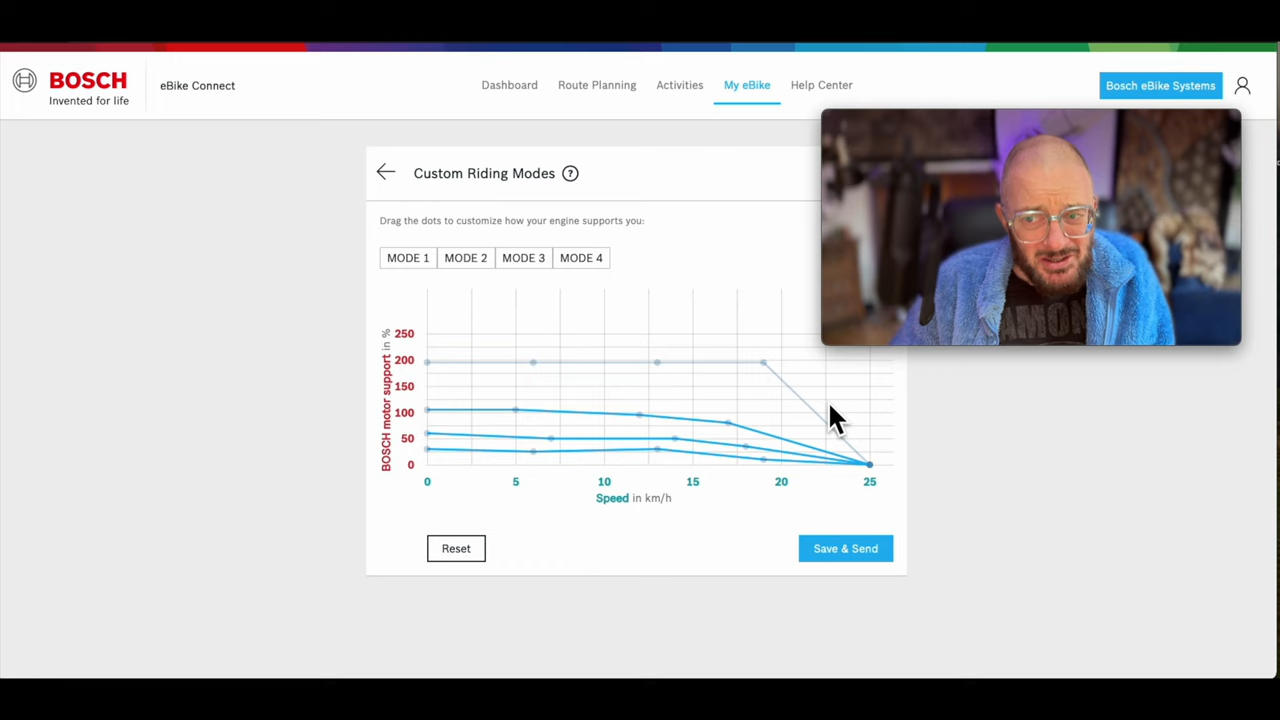 BOSCH
Invented for life
eBike Connect
Dashboard
Route Planning
Activities
My eBike
Help Center
Bosch eBike Systems
Custom Riding Modes ?
Drag the dots to customize how your engine supports you:
MODE 1
MODE 2
MODE 3
MODE 4
BOSCH motor support in %
250
200
150
100
50
0
0
5
10
15
20
25
Speed in km/h
Reset
Save & Send
AMON